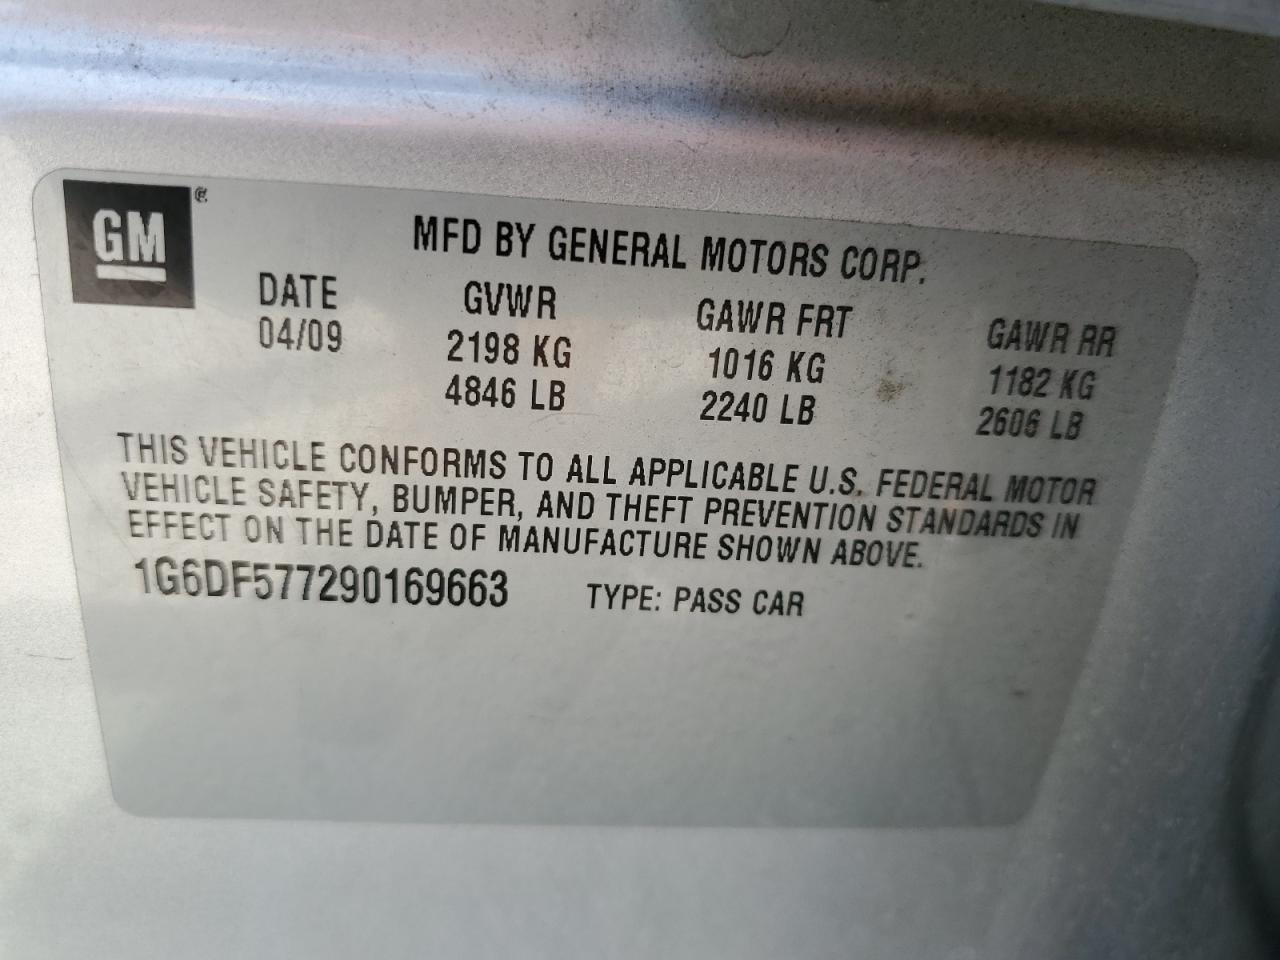 GM
MFD BY GENERAL MOTORS CORP.
DATE GVWR GAWR FRT GAWR RR
04/09 2198 KG 1016 KG 1182 KG
4846 LB 2240 LB 2606 LB
THIS VEHICLE CONFORMS TO ALL APPLICABLE U.S. FEDERAL MOTOR
VEHICLE SAFETY, BUMPER, AND THEFT PREVENTION STANDARDS IN
EFFECT ON THE DATE OF MANUFACTURE SHOWN ABOVE.
1G6DF577290169663 TYPE: PASS CAR